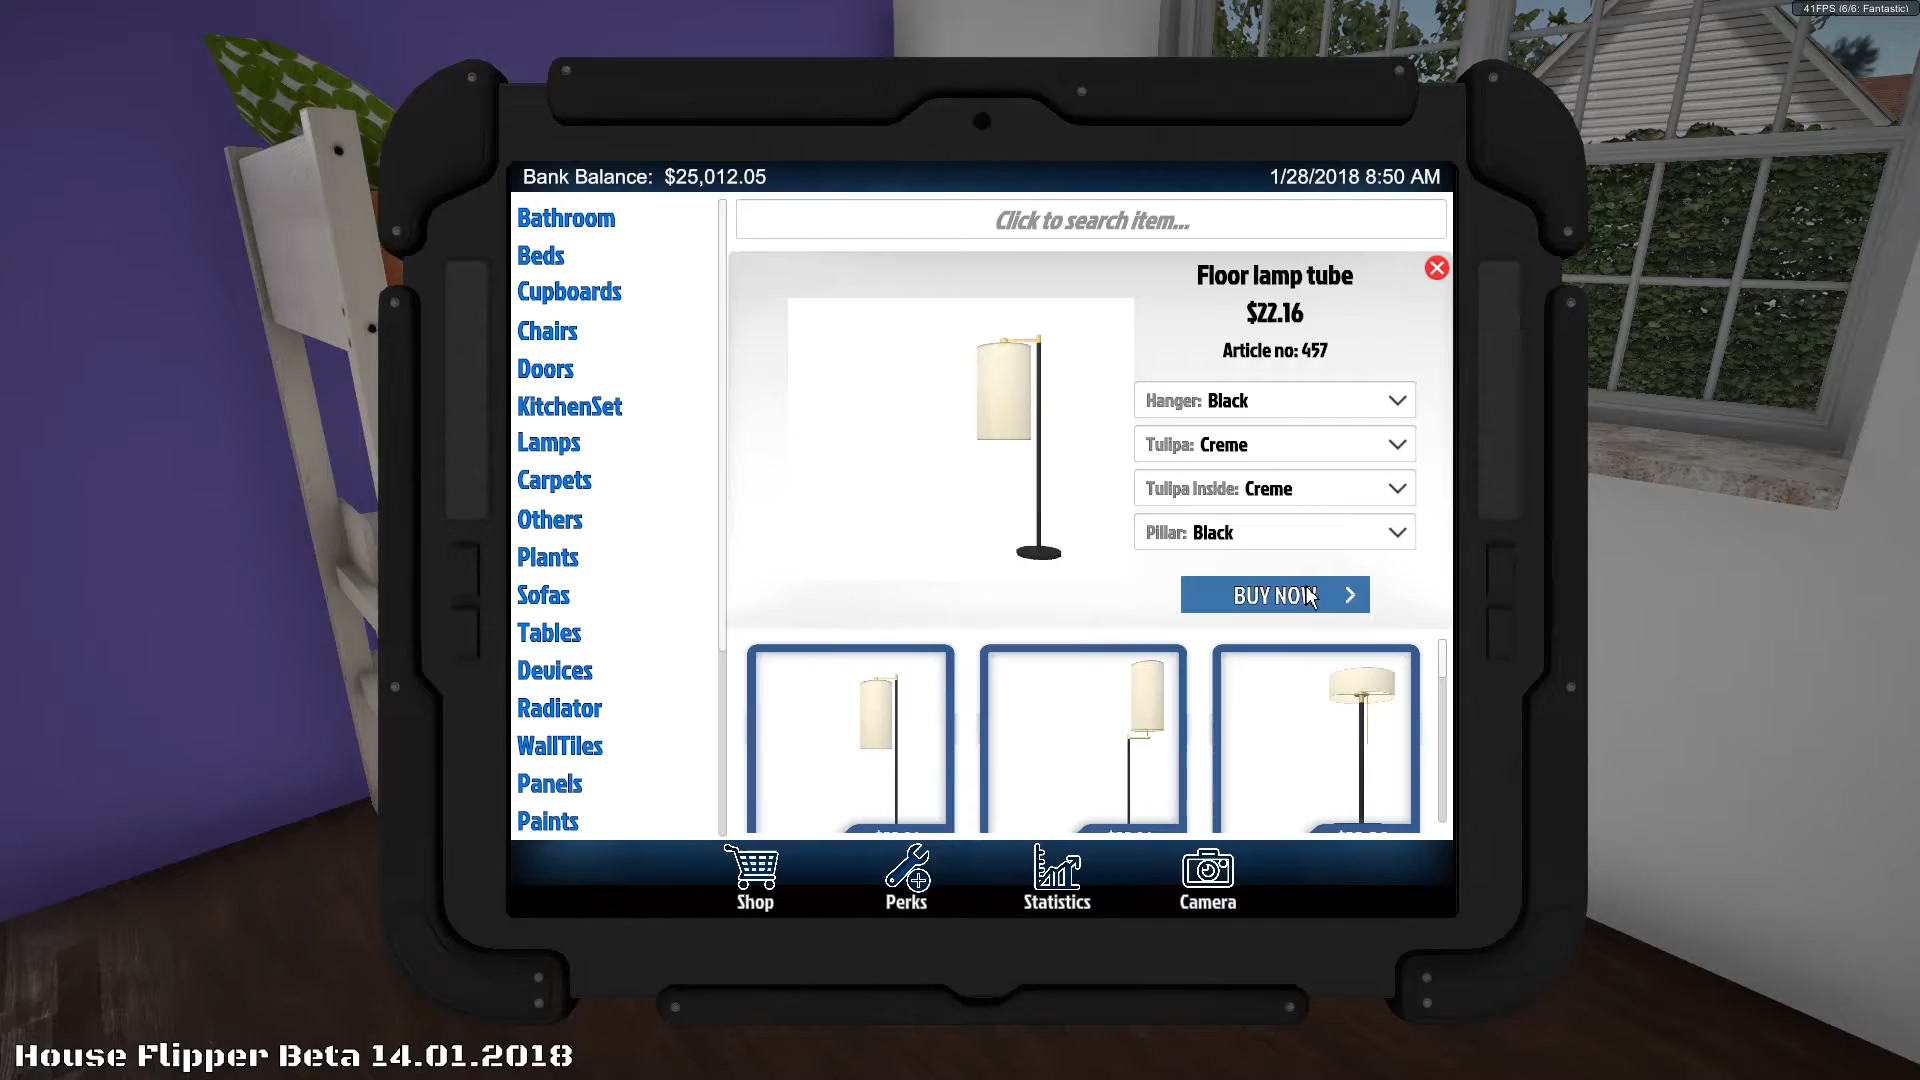 41FPS (6/6: Fantastic)
Bank Balance: $25,012.05
1/28/2018 8:50 AM
Click to search item...
Bathroom
Beds
Cupboards
Chairs
Doors
KitchenSet
Lamps
Carpets
Others
Plants
Sofas
Tables
Devices
Radiator
WallTiles
Panels
Paints
Floor lamp tube
$22.16
Article no: 457
Hanger: Black
Tulipa: Creme
Tulipa Inside: Creme
Pillar: Black
BUY NOW
Shop
Perks
Statistics
Camera
House Flipper Beta 14.01.2018